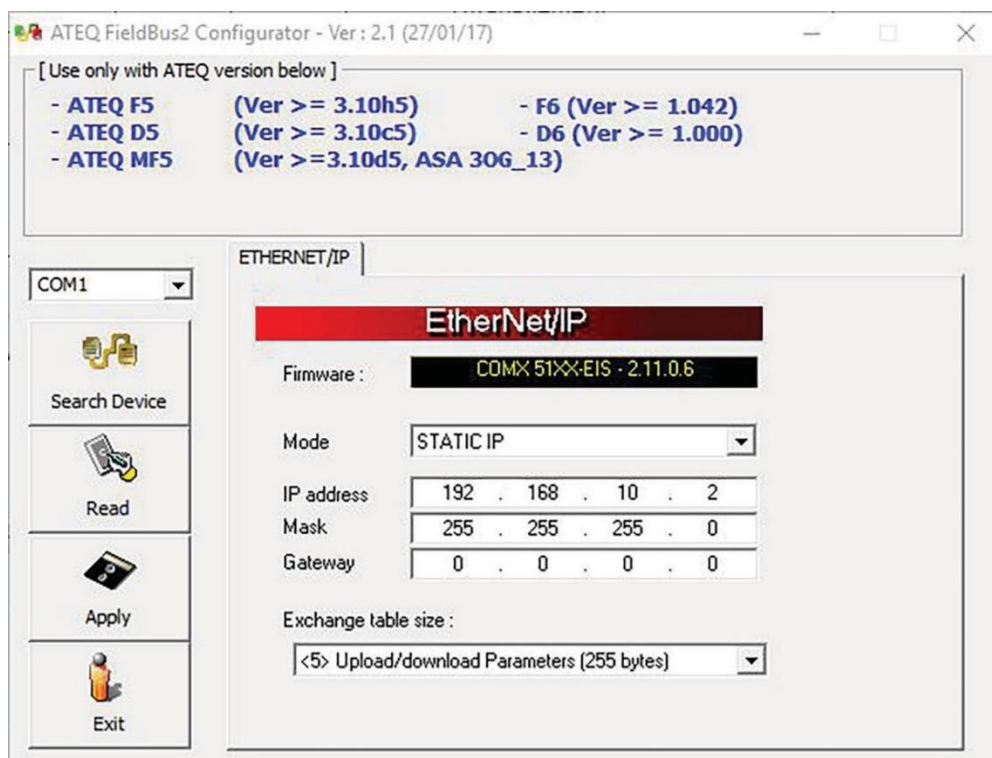 ATEQ FieldBus2 Configurator - Ver : 2.1 (27/01/17)
[ Use only with ATEQ version below ]
- ATEQ F5 (Ver >= 3.10h5) - F6 (Ver >= 1.042)
- ATEQ D5 (Ver >= 3.10c5) - D6 (Ver >= 1.000)
- ATEQ MF5 (Ver >=3.10d5, ASA 3OG_13)
COM1
Search Device
Read
Apply
Exit
ETHERNET/IP
EtherNet/IP
Firmware : COMX 51XX-EIS - 2.11.0.6
Mode STATIC IP
IP address 192 . 168 . 10 . 2
Mask 255 . 255 . 255 . 0
Gateway 0 . 0 . 0 . 0
Exchange table size :
<5> Upload/download Parameters (255 bytes)